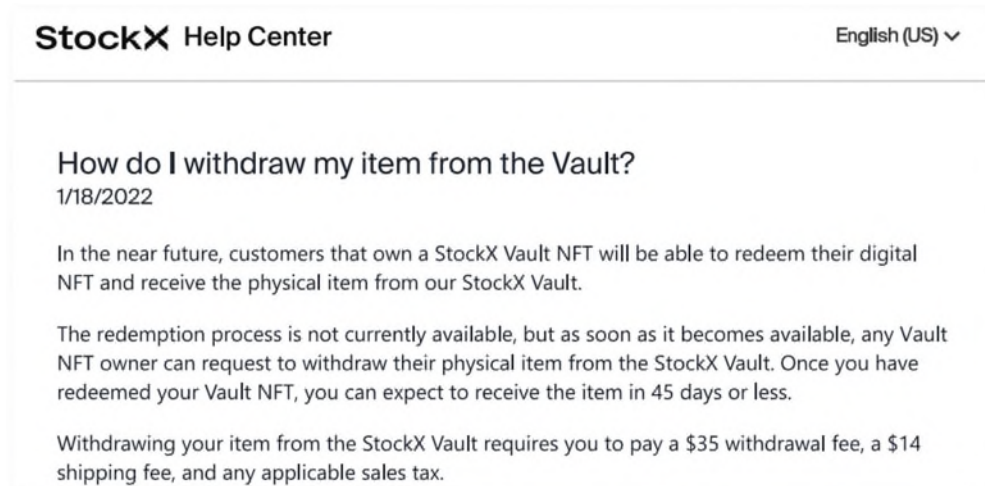 StockX Help Center
English (US)
How do I withdraw my item from the Vault?
1/18/2022
In the near future, customers that own a StockX Vault NFT will be able to redeem their digital
NFT and receive the physical item from our StockX Vault.
The redemption process is not currently available, but as soon as it becomes available, any Vault
NFT owner can request to withdraw their physical item from the StockX Vault. Once you have
redeemed your Vault NFT, you can expect to receive the item in 45 days or less.
Withdrawing your item from the StockX Vault requires you to pay a $35 withdrawal fee, a $14
shipping fee, and any applicable sales tax.